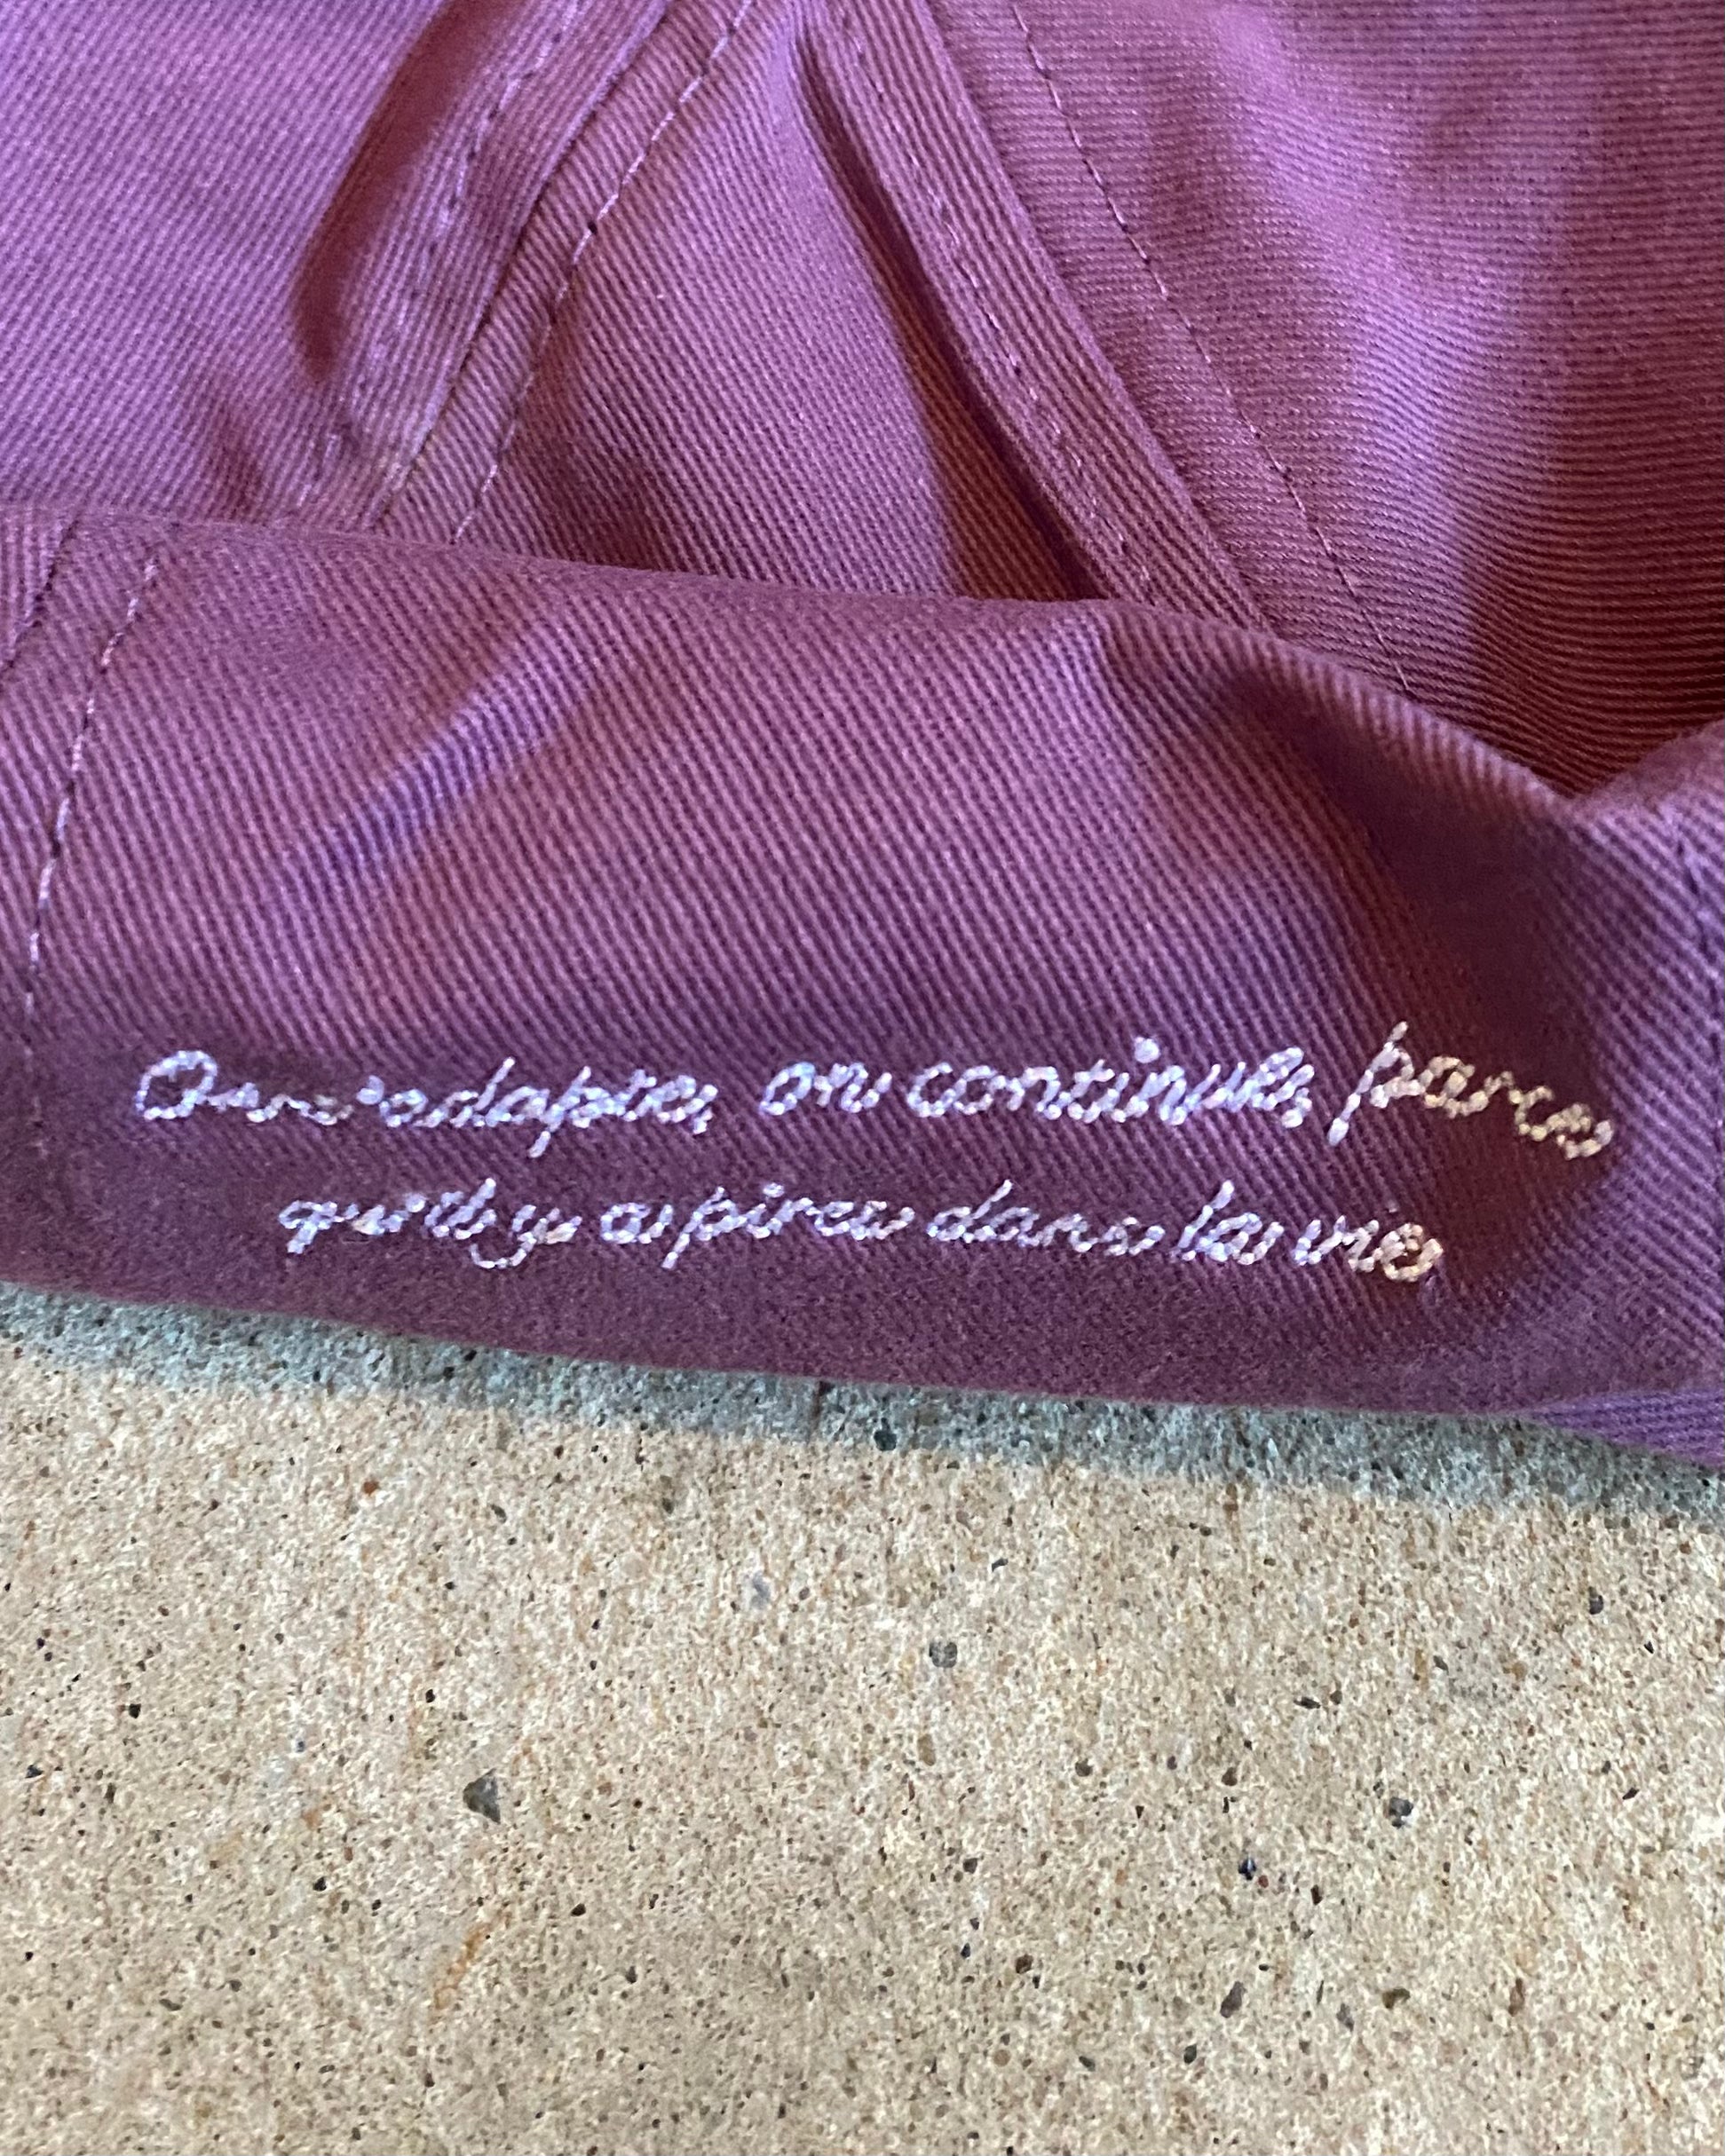 On s'adapte, on continue, parce
qu'il y a pire dans la vie